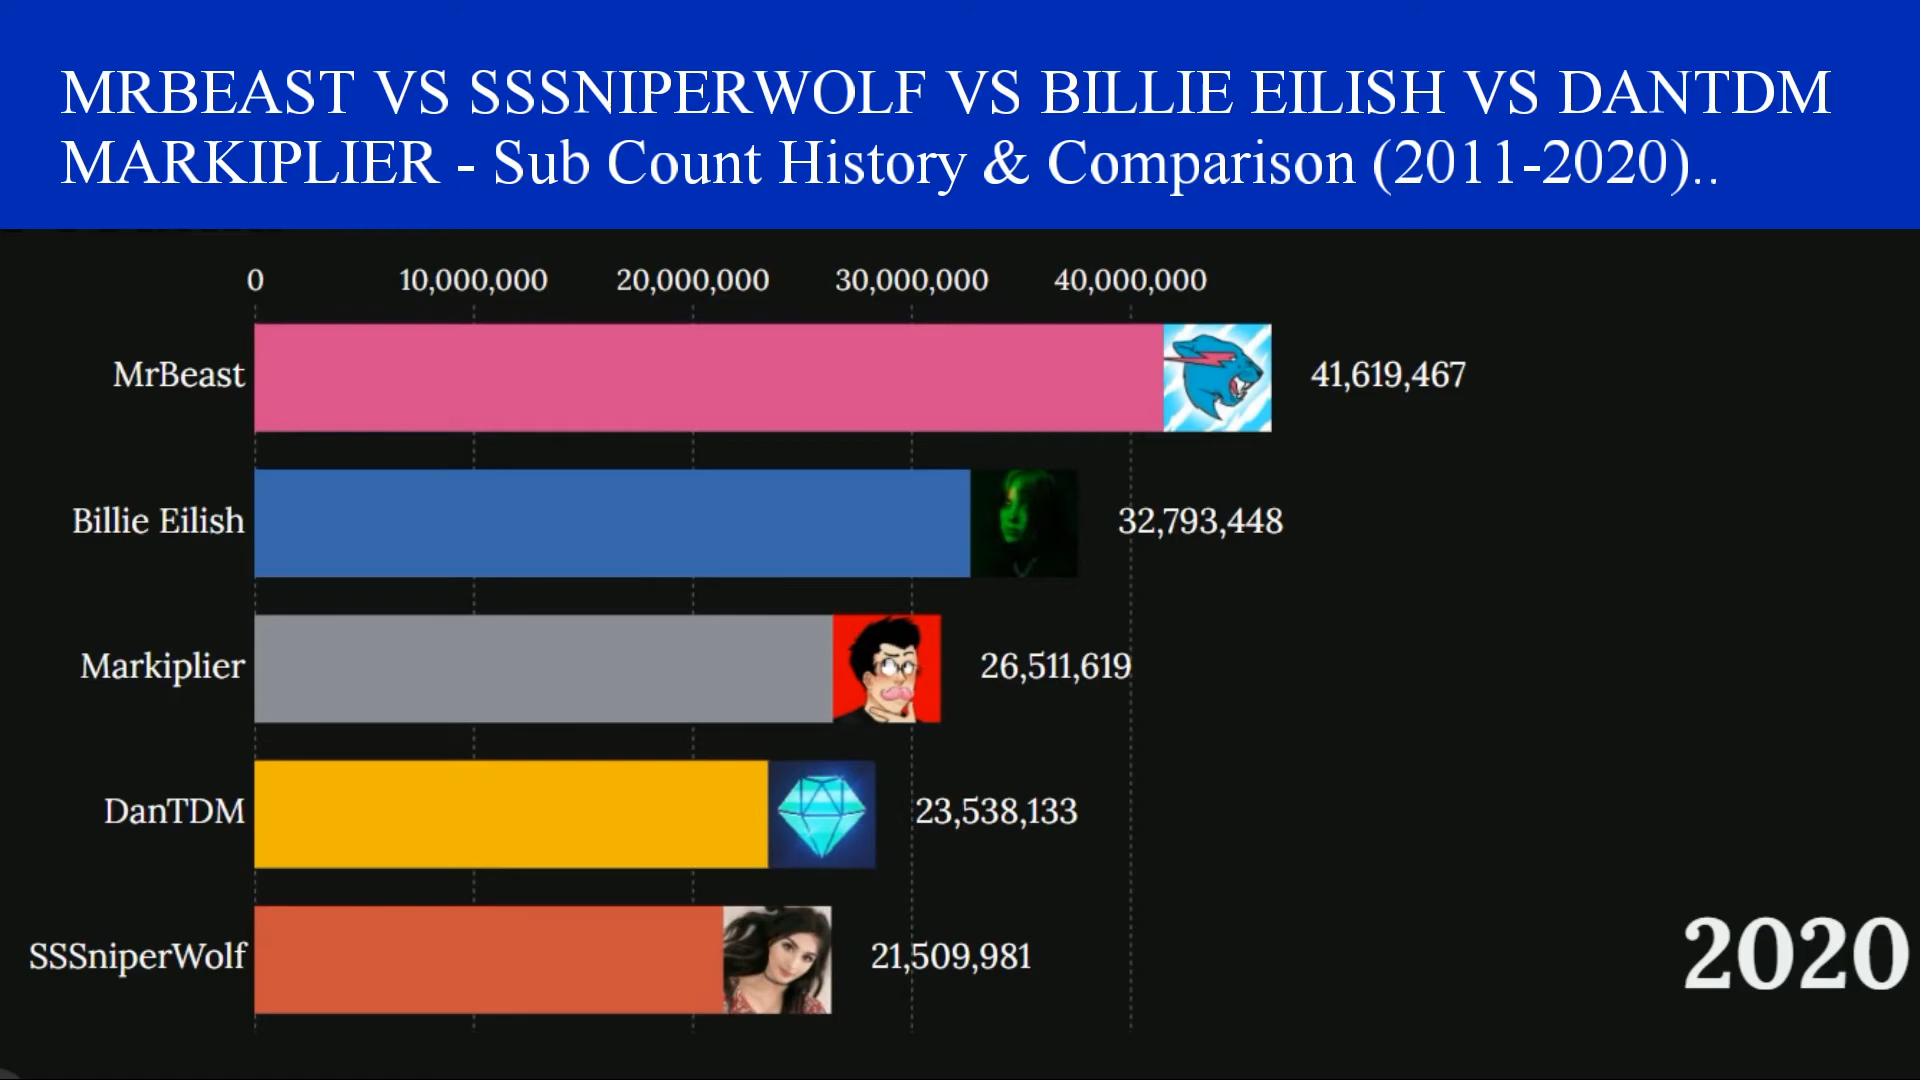 MRBEAST VS SSSNIPERWOLF VS BILLIE EILISH VS DANTDM
MARKIPLIER - Sub Count History & Comparison (2011-2020)..
0 10,000,000 20,000,000 30,000,000 40,000,000
MrBeast 41,619,467
Billie Eilish 32,793,448
Markiplier 26,511,619
DanTDM 23,538,133
SSSniperWolf 21,509,981
2020